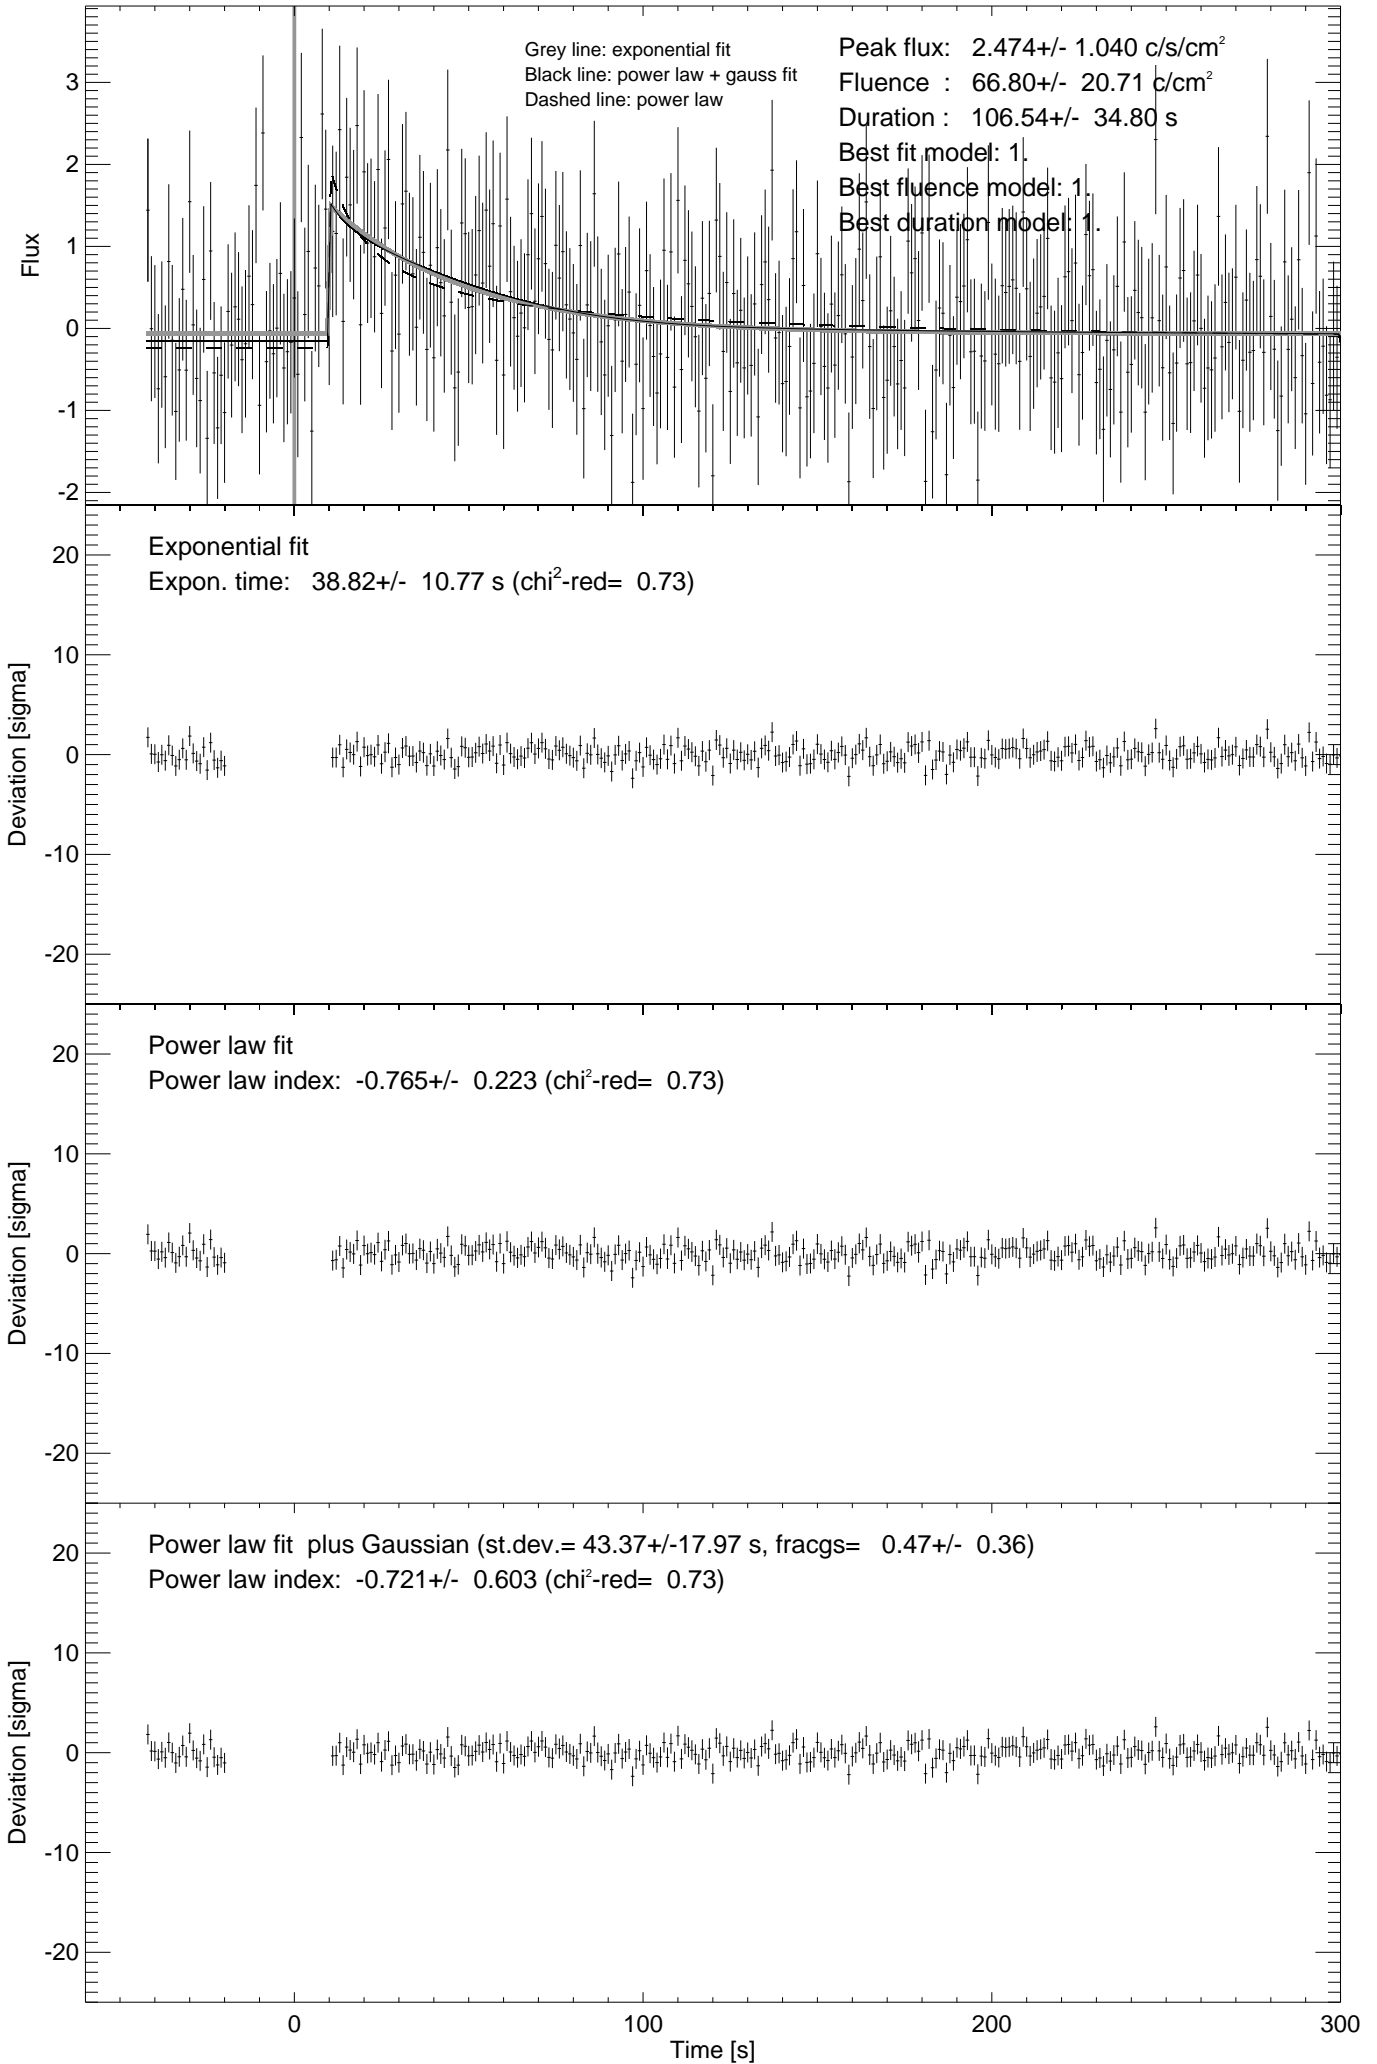 Grey line: exponential fit
Black line: power law + gauss fit
Dashed line: power law
Peak flux: 2.474+/- 1.040 c/s/cm²
Fluence : 66.80+/- 20.71 c/cm²
Duration : 106.54+/- 34.80 s
Best fit model: 1.
Best fluence model: 1.
Best duration model: 1.
3
2
1
0
-1
-2
Flux
Exponential fit
Expon. time: 38.82+/- 10.77 s (chi²-red= 0.73)
20
10
0
-10
-20
Deviation [sigma]
Power law fit
Power law index: -0.765+/- 0.223 (chi²-red= 0.73)
20
10
0
-10
-20
Deviation [sigma]
Power law fit plus Gaussian (st.dev.= 43.37+/-17.97 s, fracgs= 0.47+/- 0.36)
Power law index: -0.721+/- 0.603 (chi²-red= 0.73)
20
10
0
-10
-20
Deviation [sigma]
0 100 200 300
Time [s]